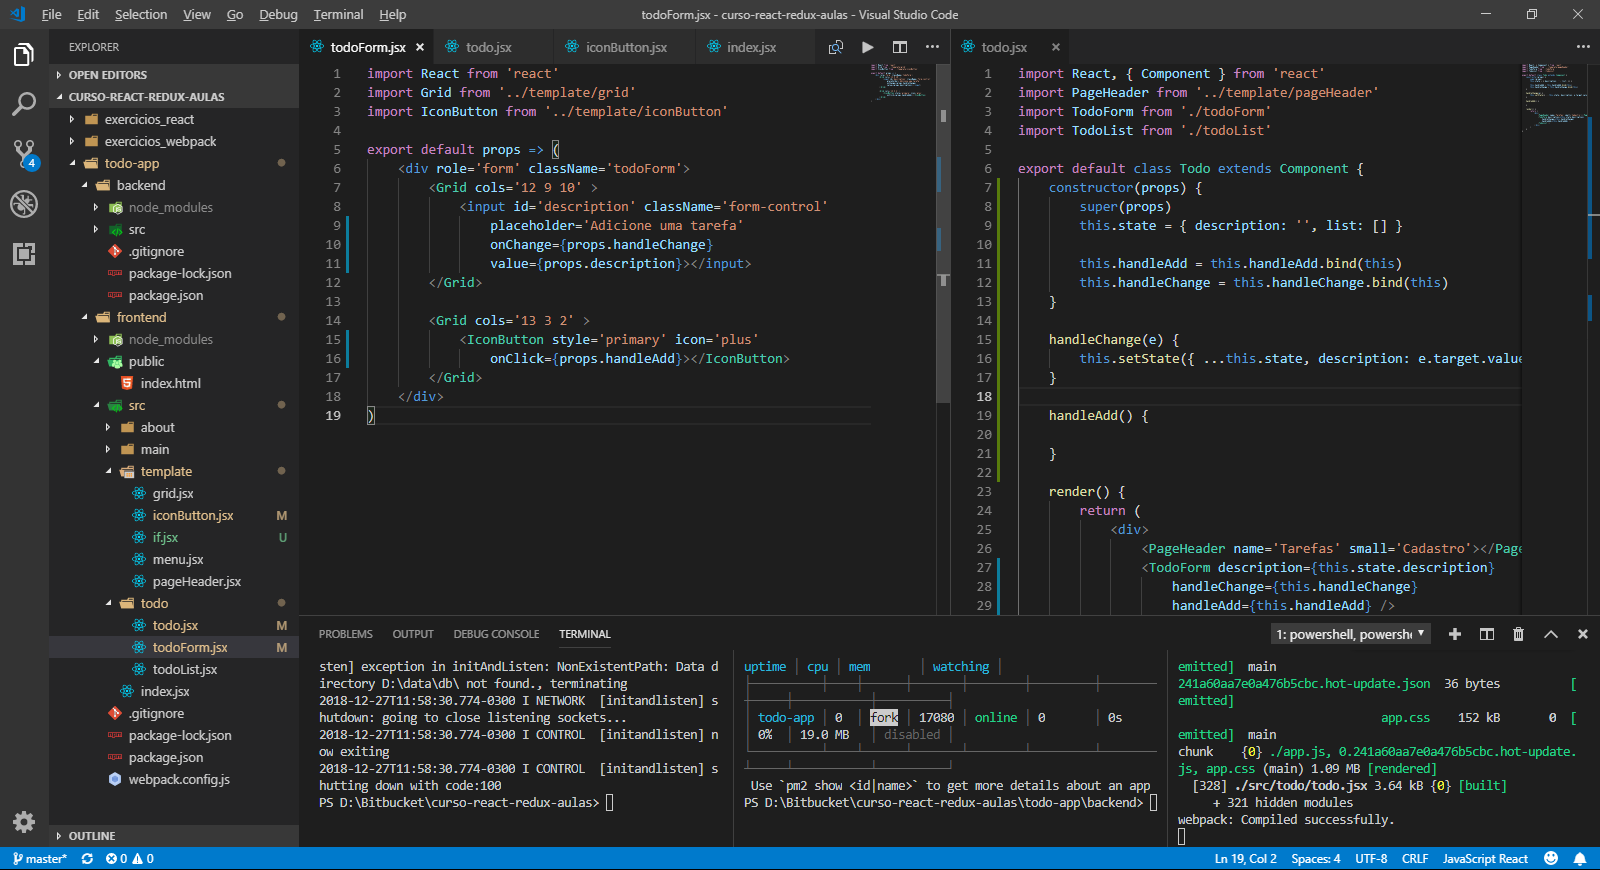 File Edit Selection View Go Debug Terminal Help
todoForm.jsx - curso-react-redux-aulas - Visual Studio Code
EXPLORER
OPEN EDITORS
CURSO-REACT-REDUX-AULAS
exercicios_react
exercicios_webpack
todo-app
backend
node_modules
src
.gitignore
package-lock.json
package.json
frontend
node_modules
public
index.html
src
about
main
template
grid.jsx
iconButton.jsx M
if.jsx U
menu.jsx
pageHeader.jsx
todo
todo.jsx M
todoForm.jsx M
todoList.jsx
index.jsx
.gitignore
package-lock.json
package.json
webpack.config.js
OUTLINE
4
todoForm.jsx todo.jsx iconButton.jsx index.jsx
1 import React from 'react'
2 import Grid from '../template/grid'
3 import IconButton from '../template/iconButton'
4
5 export default props => (
6 <div role='form' className='todoForm'>
7 <Grid cols='12 9 10' >
8 <input id='description' className='form-control'
9 placeholder='Adicione uma tarefa'
10 onChange={props.handleChange}
11 value={props.description}></input>
12 </Grid>
13
14 <Grid cols='13 3 2' >
15 <IconButton style='primary' icon='plus'
16 onClick={props.handleAdd}></IconButton>
17 </Grid>
18 </div>
19 )
todo.jsx
1 import React, { Component } from 'react'
2 import PageHeader from '../template/pageHeader'
3 import TodoForm from './todoForm'
4 import TodoList from './todoList'
5
6 export default class Todo extends Component {
7 constructor(props) {
8 super(props)
9 this.state = { description: '', list: [] }
10
11 this.handleAdd = this.handleAdd.bind(this)
12 this.handleChange = this.handleChange.bind(this)
13 }
14
15 handleChange(e) {
16 this.setState({ ...this.state, description: e.target.value
17 }
18
19 handleAdd() {
20
21 }
22
23 render() {
24 return (
25 <div>
26 <PageHeader name='Tarefas' small='Cadastro'></Page
27 <TodoForm description={this.state.description}
28 handleChange={this.handleChange}
29 handleAdd={this.handleAdd} />
PROBLEMS OUTPUT DEBUG CONSOLE TERMINAL
1: powershell, powersh
sten] exception in initAndListen: NonExistentPath: Data d
irectory D:\data\db\ not found., terminating
2018-12-27T11:58:30.774-0300 I NETWORK [initandlisten] s
hutdown: going to close listening sockets...
2018-12-27T11:58:30.774-0300 I CONTROL [initandlisten] n
ow exiting
2018-12-27T11:58:30.774-0300 I CONTROL [initandlisten] s
hutting down with code:100
PS D:\Bitbucket\curso-react-redux-aulas>
uptime │ cpu │ mem │ watching │
│ todo-app │ 0 │ fork │ 17080 │ online │ 0 │ 0s
│ 0% │ 19.0 MB │ disabled │
Use `pm2 show <id|name>` to get more details about an app
PS D:\Bitbucket\curso-react-redux-aulas\todo-app\backend>
emitted] main
241a60aa7e0a476b5cbc.hot-update.json 36 bytes [
emitted]
app.css 152 kB 0 [
emitted] main
chunk {0} ./app.js, 0.241a60aa7e0a476b5cbc.hot-update.
js, app.css (main) 1.09 MB [rendered]
[328] ./src/todo/todo.jsx 3.64 kB {0} [built]
+ 321 hidden modules
webpack: Compiled successfully.
master* 0 0
Ln 19, Col 2 Spaces: 4 UTF-8 CRLF JavaScript React